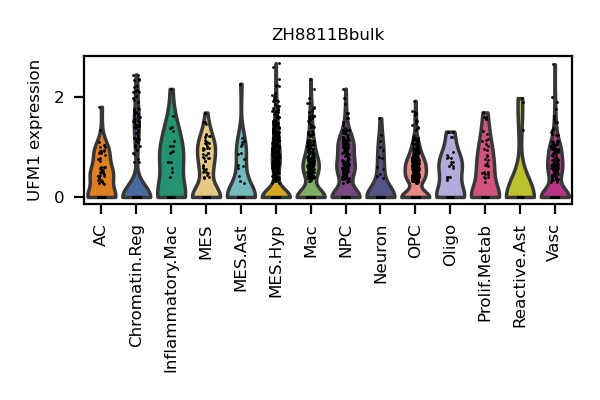 ZH8811Bbulk
UFM1 expression
2
0
AC
Chromatin.Reg
Inflammatory.Mac
MES
MES.Ast
MES.Hyp
Mac
NPC
Neuron
OPC
Oligo
Prolif.Metab
Reactive.Ast
Vasc